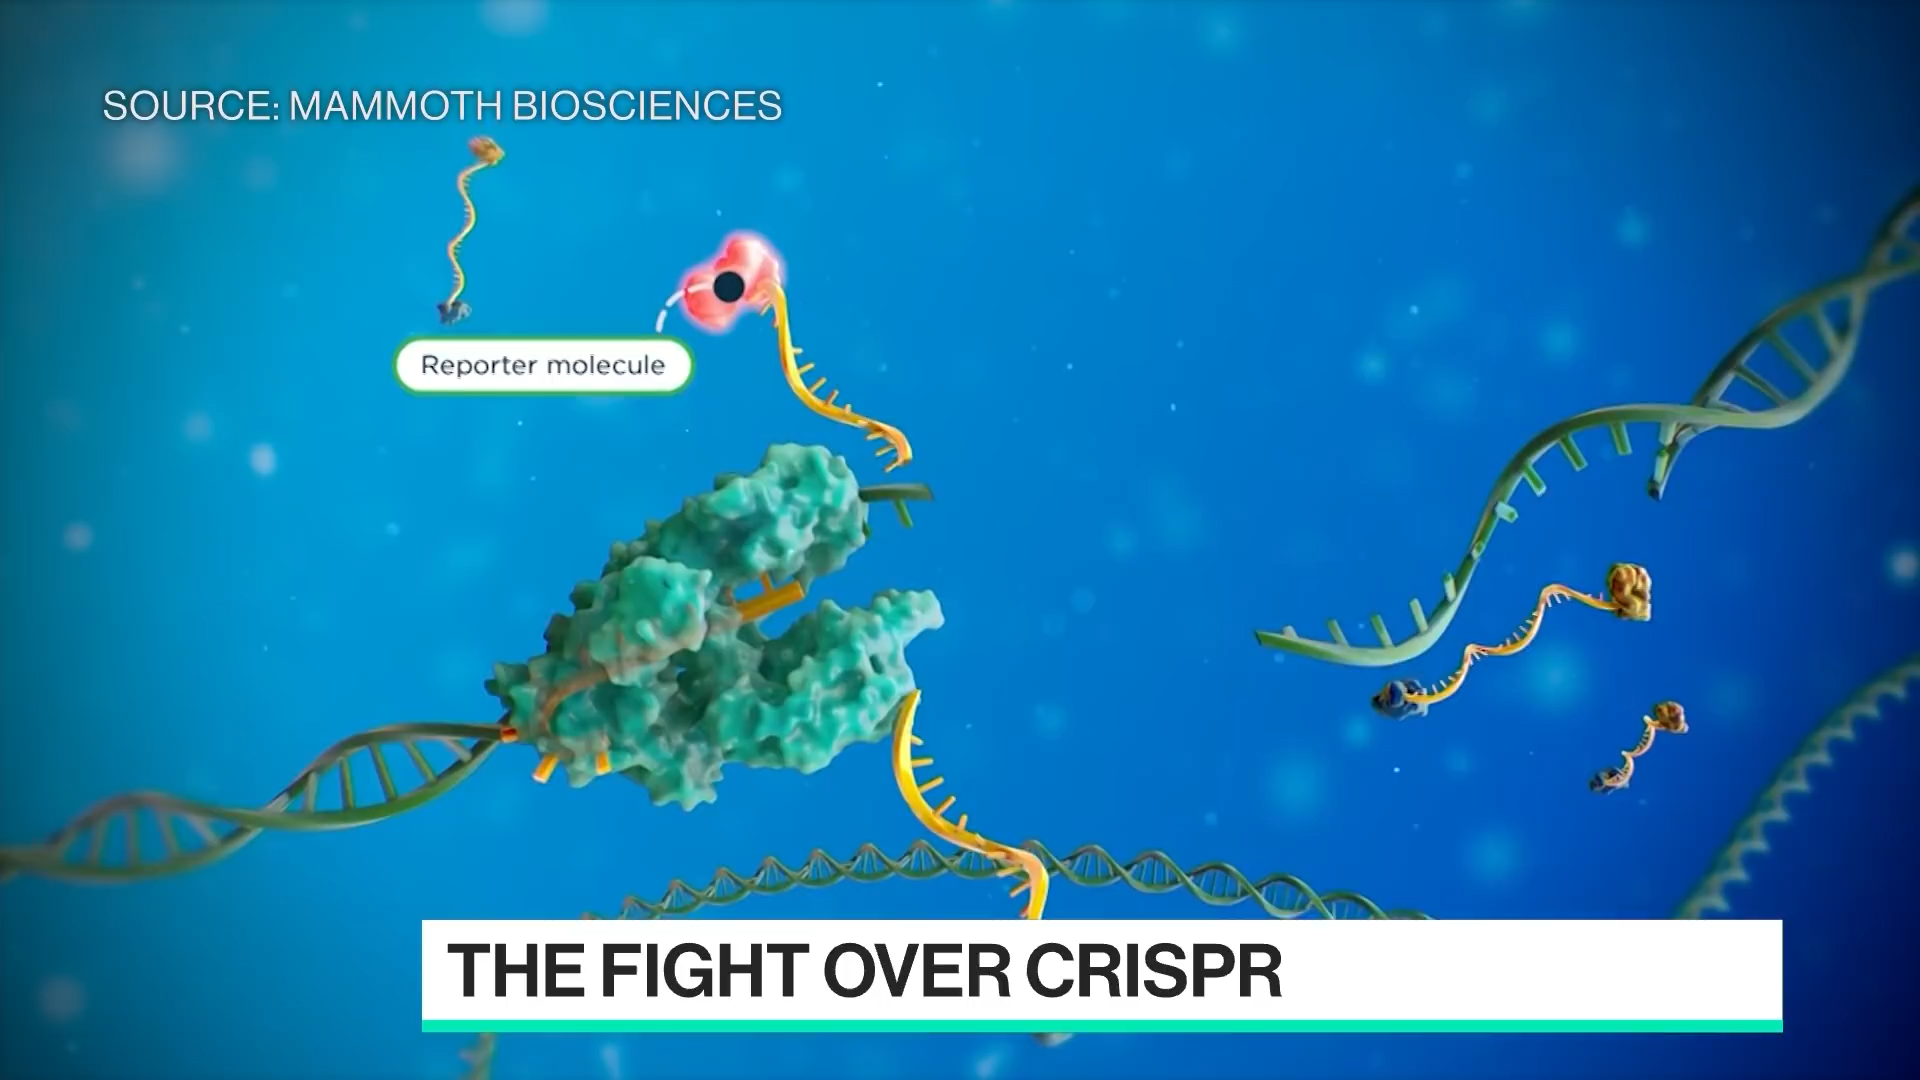 SOURCE: MAMMOTH BIOSCIENCES
Reporter molecule
THE FIGHT OVER CRISPR